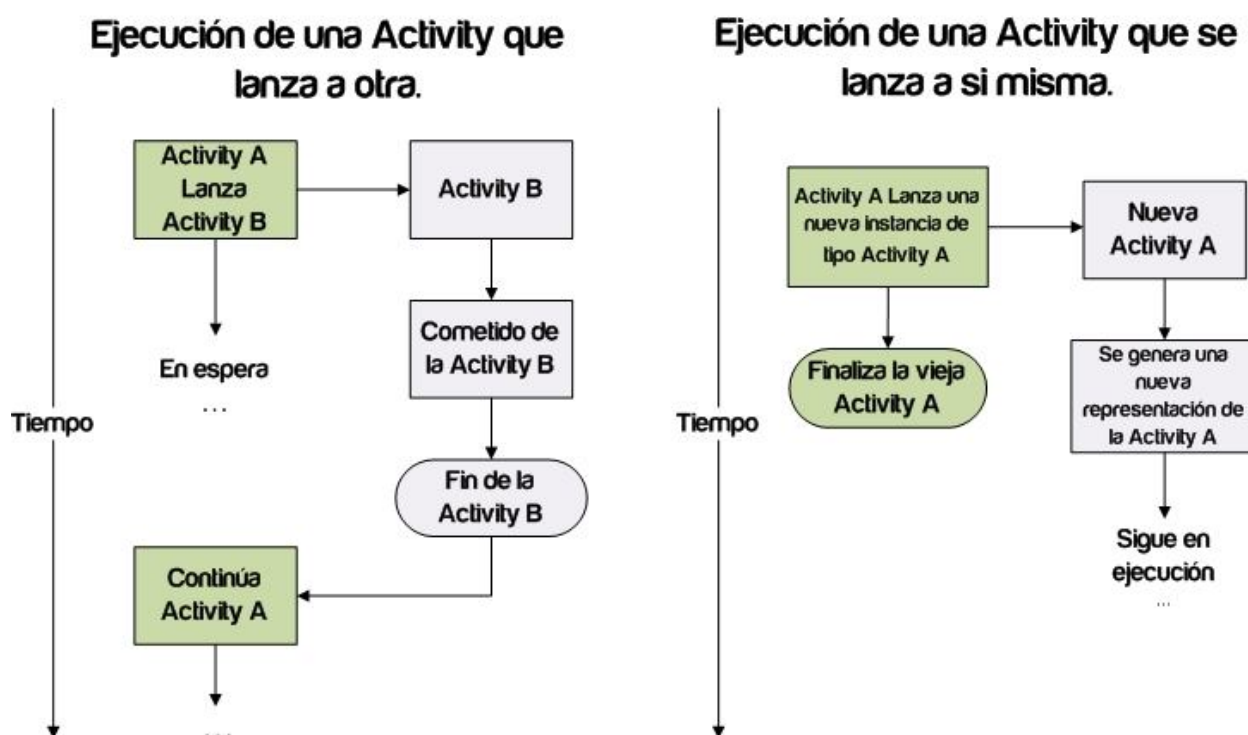 Ejecución de una Activity que
lanza a otra.
Activity A
Lanza
Activity B
Activity B
En espera
...
Cometido de
la Activity B
Tiempo
Fin de la
Activity B
Continúa
Activity A
...
Ejecución de una Activity que se
lanza a si misma.
Activity A Lanza una
nueva instancia de
tipo Activity A
Nueva
Activity A
Finaliza la vieja
Activity A
Se genera una
nueva
representación de
la Activity A
Tiempo
Sigue en
ejecución
...